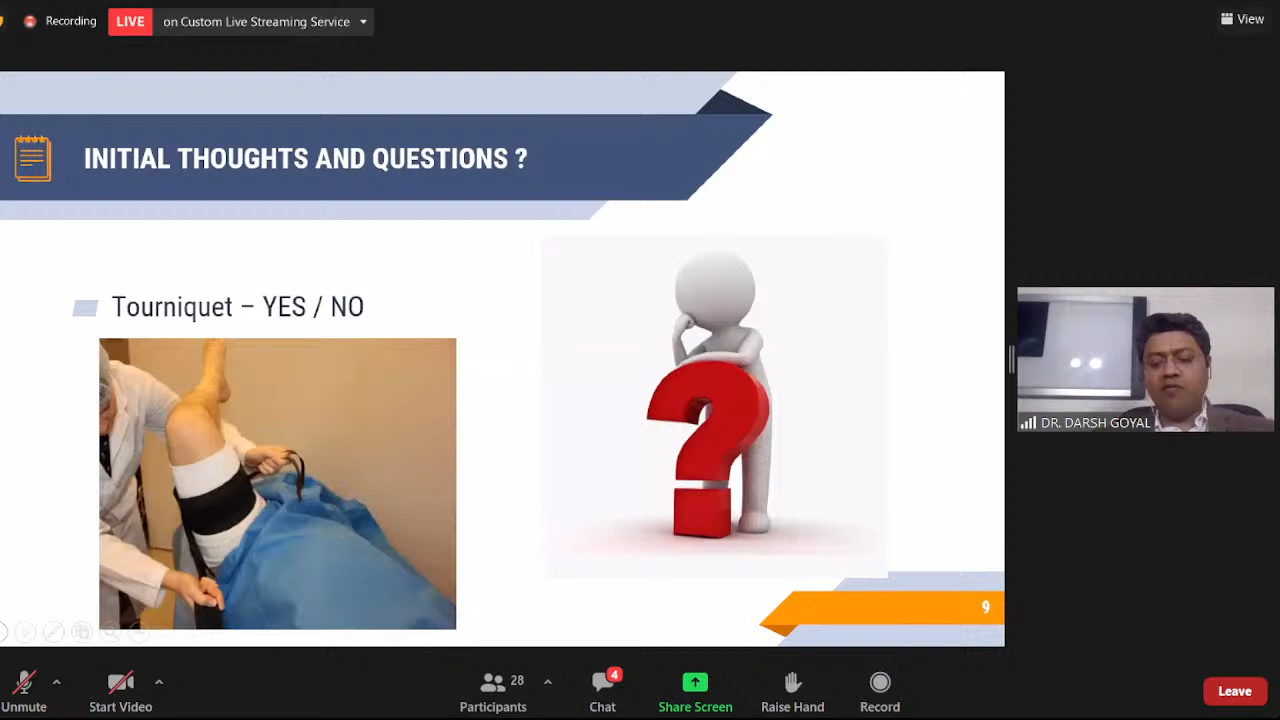 Recording
LIVE on Custom Live Streaming Service
View
INITIAL THOUGHTS AND QUESTIONS ?
Tourniquet – YES / NO
DR. DARSH GOYAL
9
Unmute
Start Video
Participants 28
Chat 4
Share Screen
Raise Hand
Record
Leave